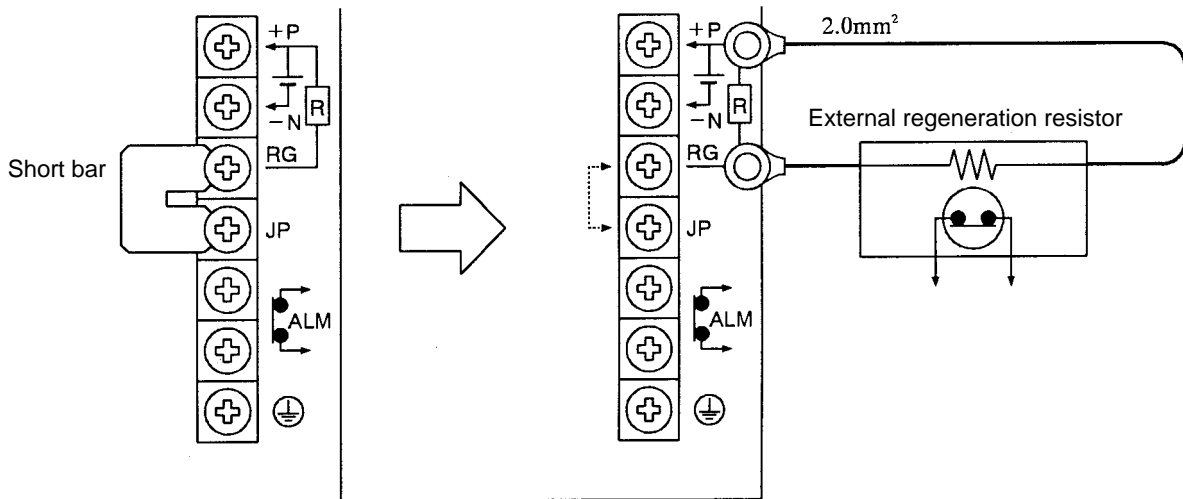 +P
R
−N
Short bar
RG
JP
ALM
+P
2.0mm²
R
−N
External regeneration resistor
RG
JP
ALM